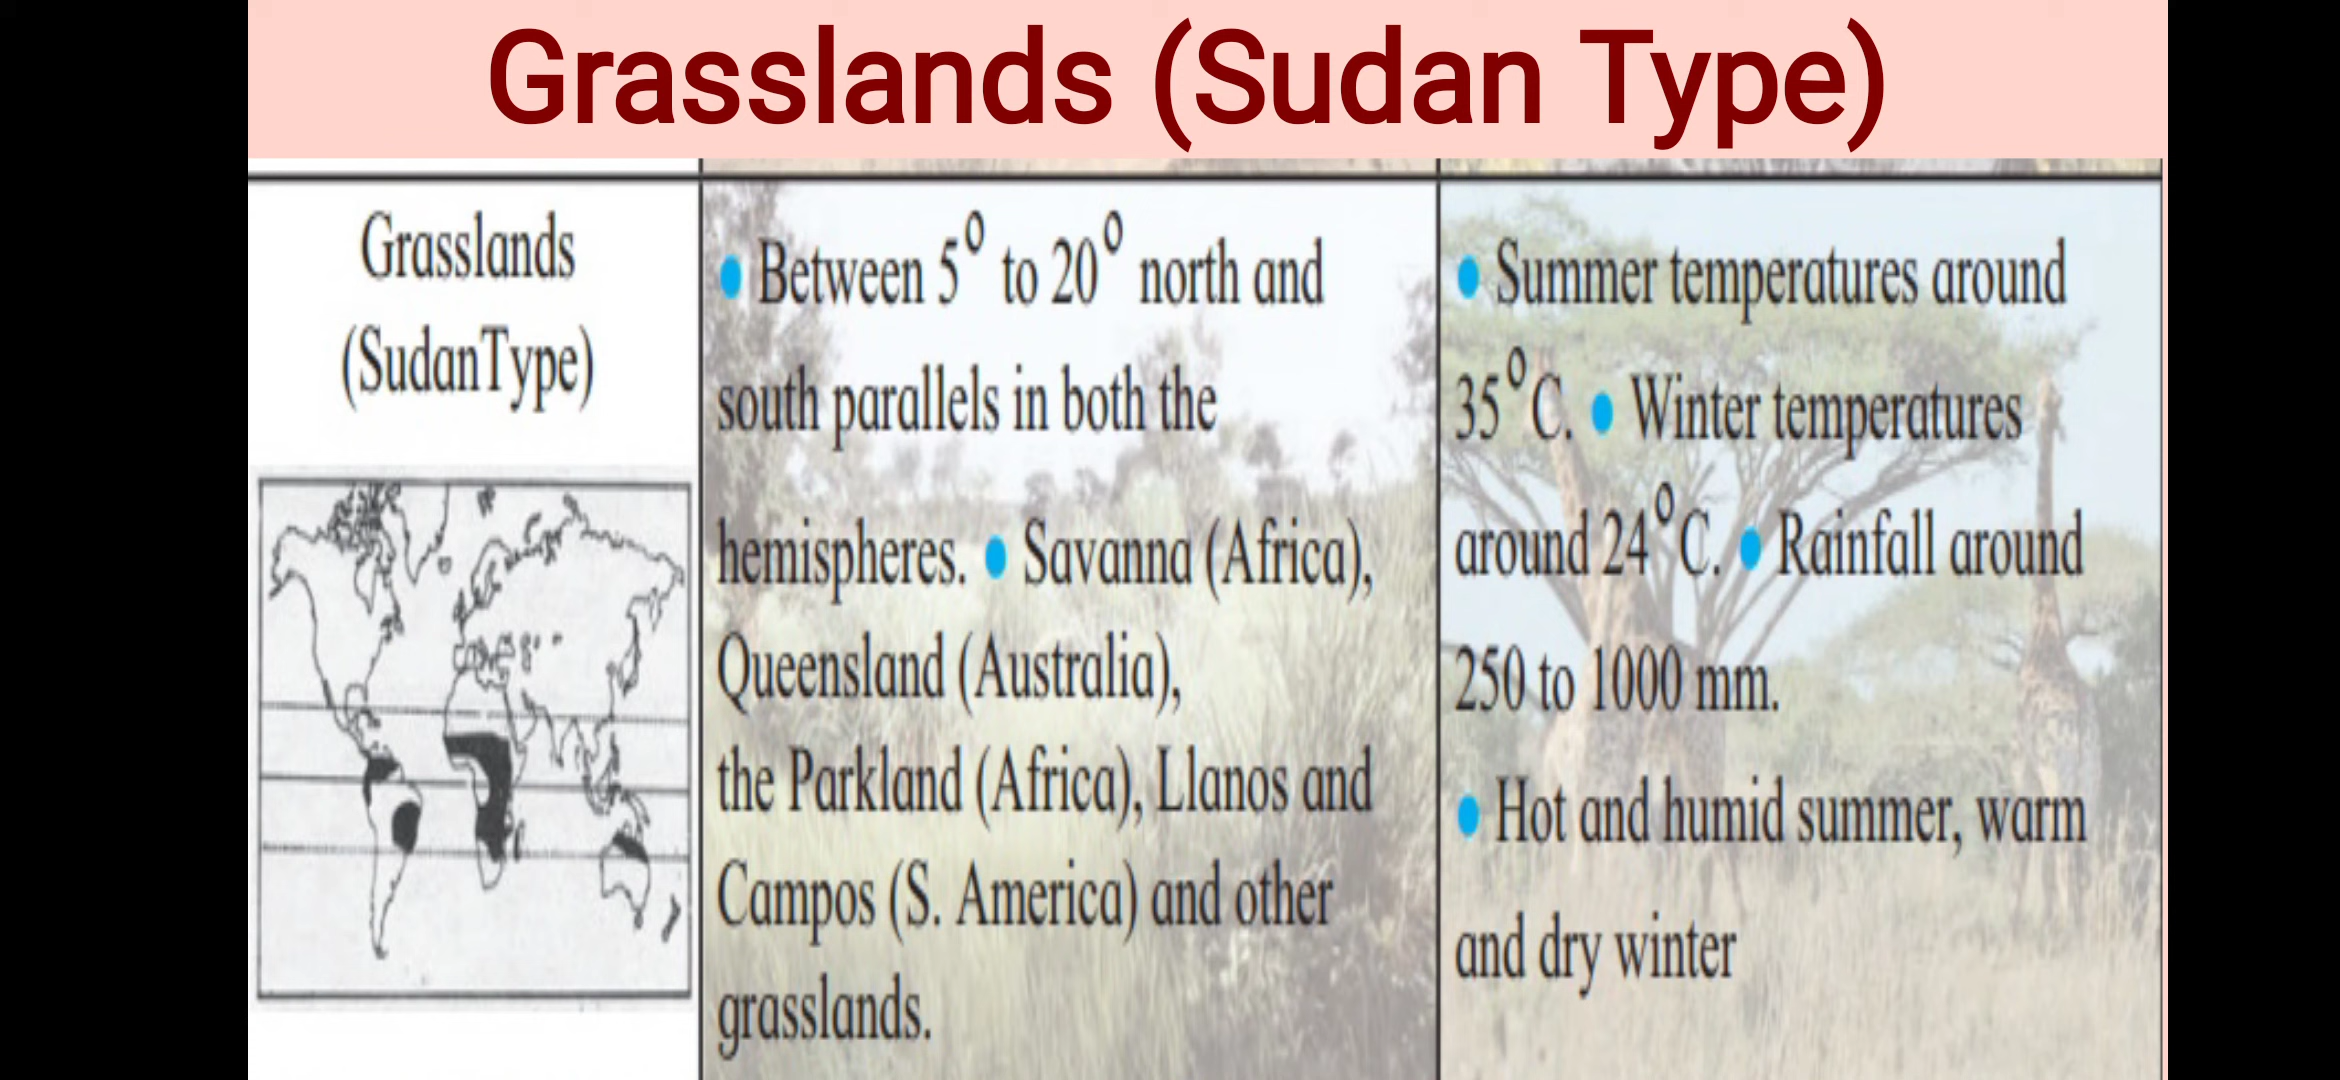 Grasslands (Sudan Type)
Grasslands
(SudanType)
• Between 5° to 20° north and
south parallels in both the
hemispheres. • Savanna (Africa),
Queensland (Australia),
the Parkland (Africa), Llanos and
Campos (S. America) and other
grasslands.
• Summer temperatures around
35°C. • Winter temperatures
around 24°C. • Rainfall around
250 to 1000 mm.
• Hot and humid summer, warm
and dry winter